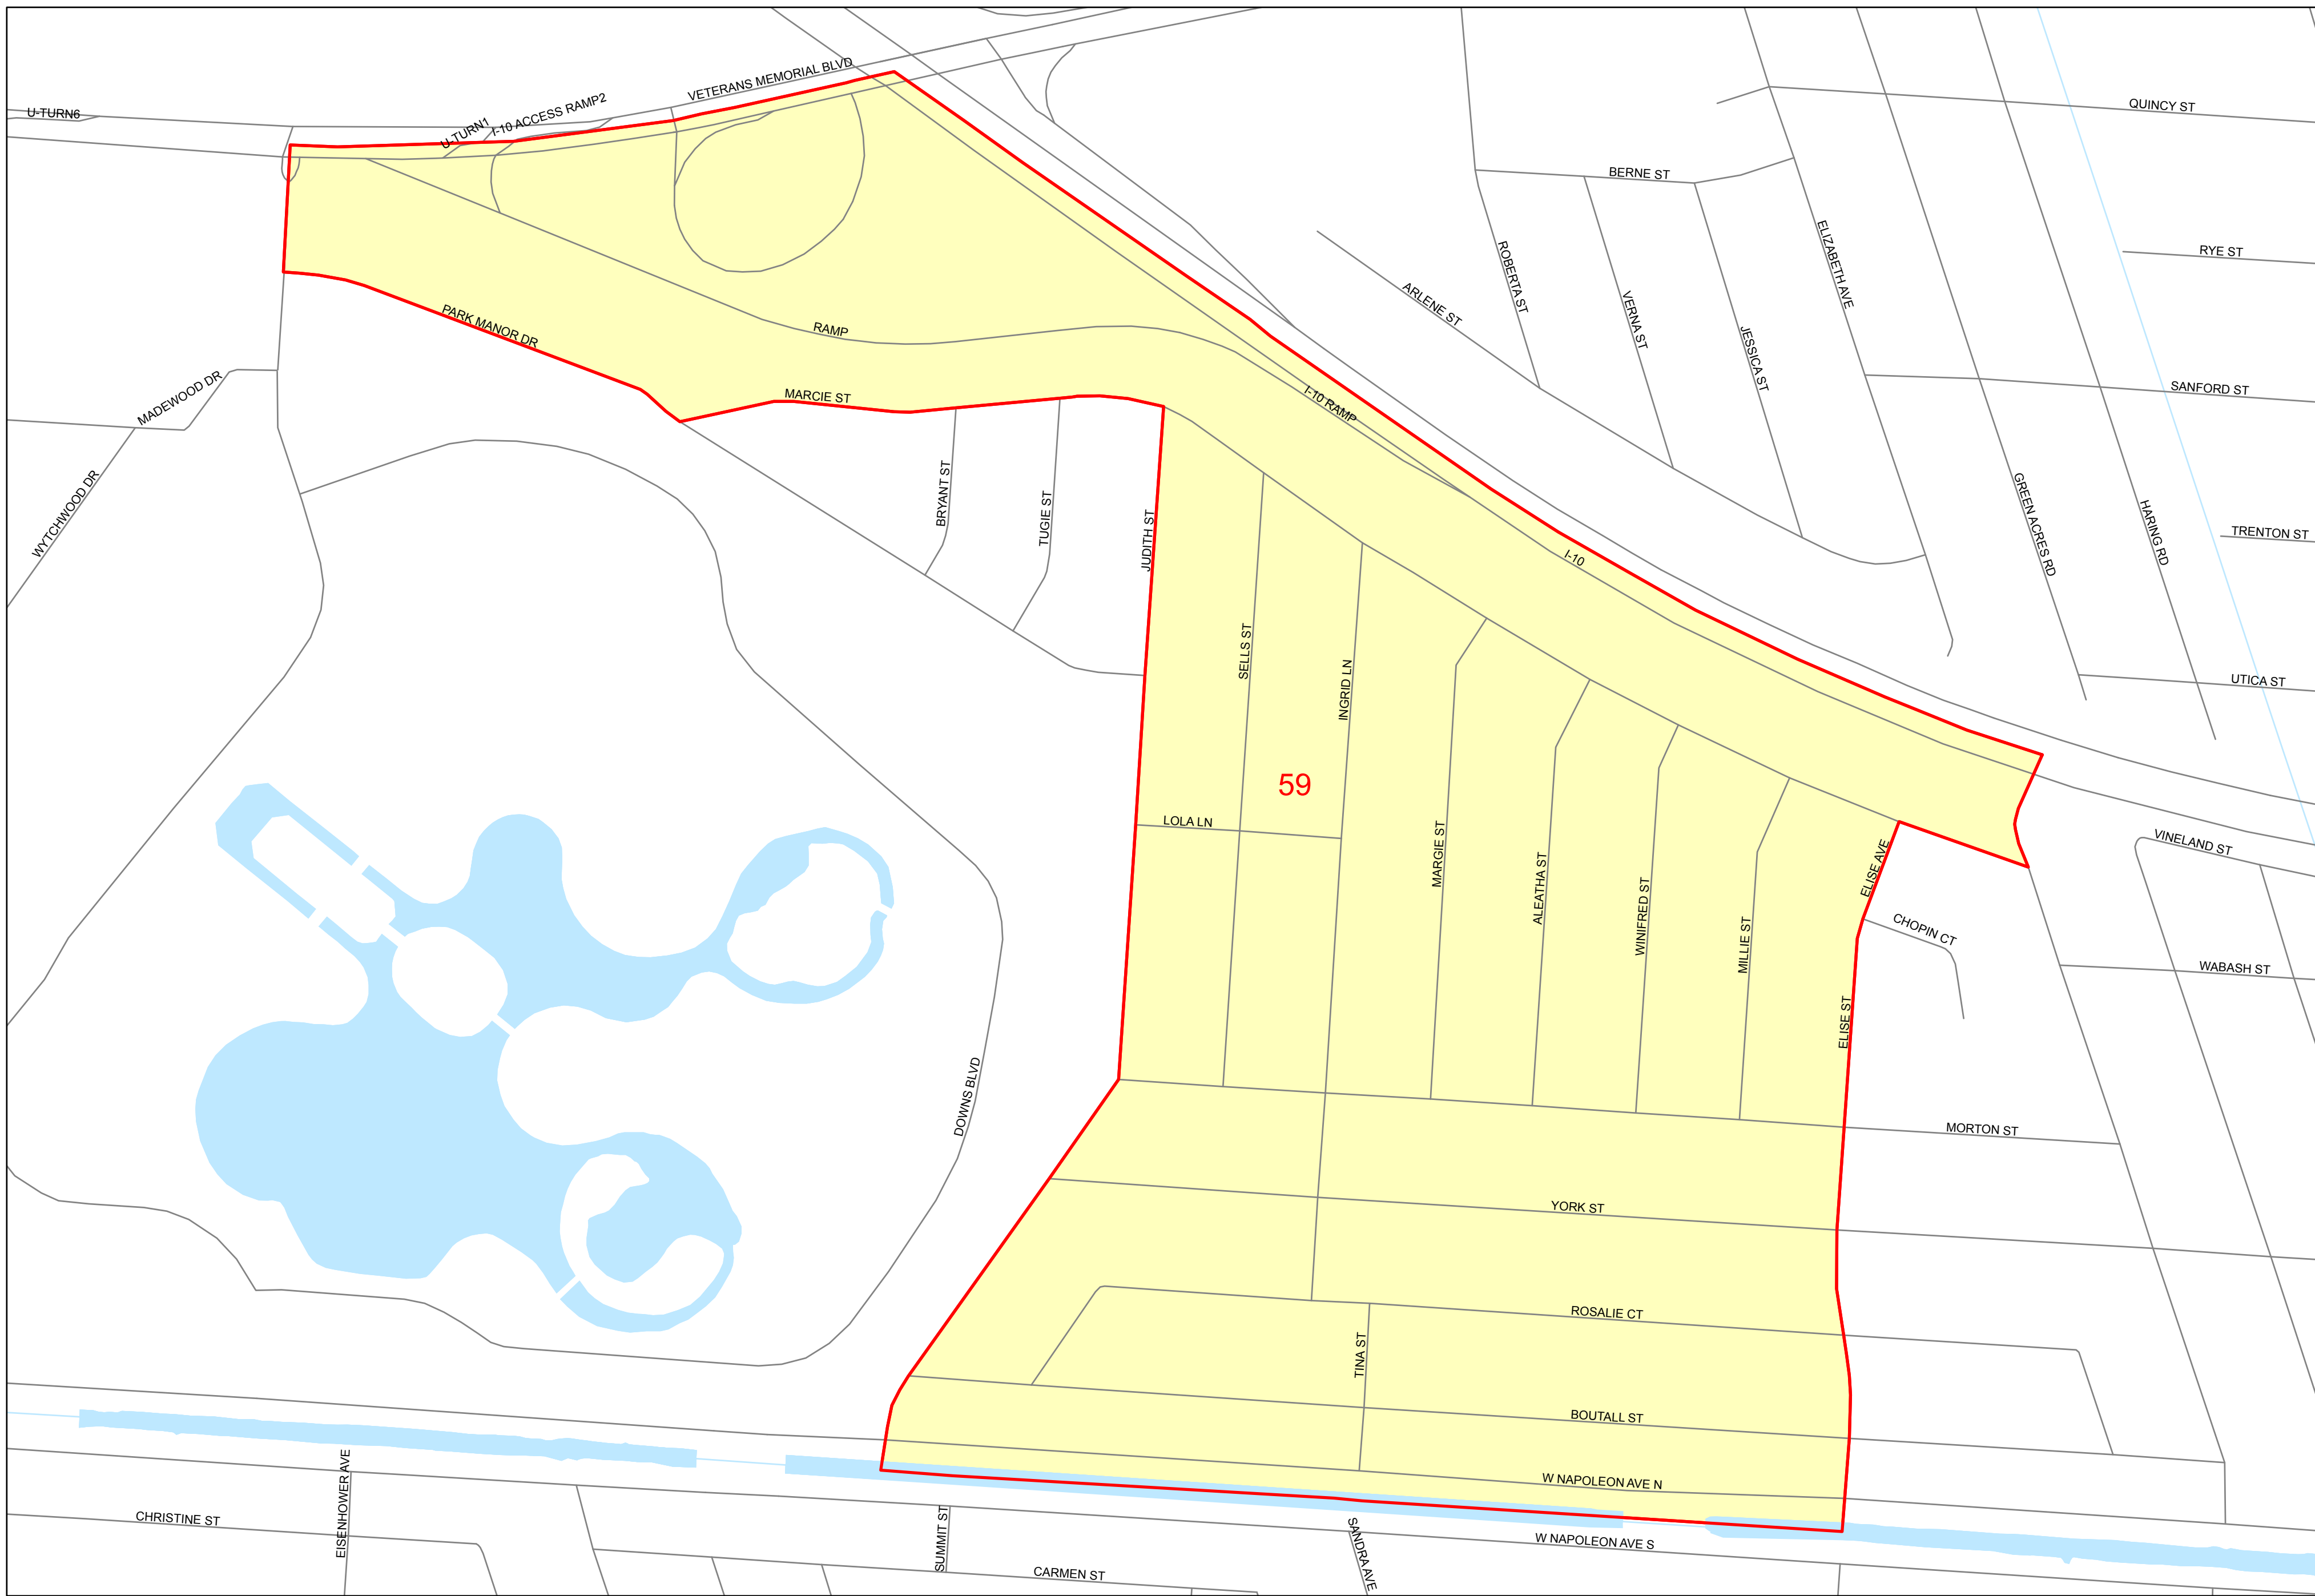 VETERANS MEMORIAL BLVD
U-TURN6
U-TURN1
I-10 ACCESS RAMP2
QUINCY ST
BERNE ST
RYE ST
ELIZABETH AVE
ROBERTA ST
ARLENE ST
VERNA ST
JESSICA ST
PARK MANOR DR
RAMP
MADEWOOD DR
MARCIE ST
I-10 RAMP
SANFORD ST
WYTCHWOOD DR
BRYANT ST
TUGIE ST
JUDITH ST
GREEN ACRES RD
HARING RD
TRENTON ST
I-10
SELLS ST
INGRID LN
UTICA ST
59
LOLA LN
MARGIE ST
ALEATHA ST
WINIFRED ST
MILLIE ST
ELISE AVE
VINELAND ST
CHOPIN CT
WABASH ST
ELISE ST
DOWNS BLVD
MORTON ST
YORK ST
ROSALIE CT
TINA ST
BOUTALL ST
W NAPOLEON AVE N
EISENHOWER AVE
CHRISTINE ST
SUMMIT ST
SANDRA AVE
W NAPOLEON AVE S
CARMEN ST